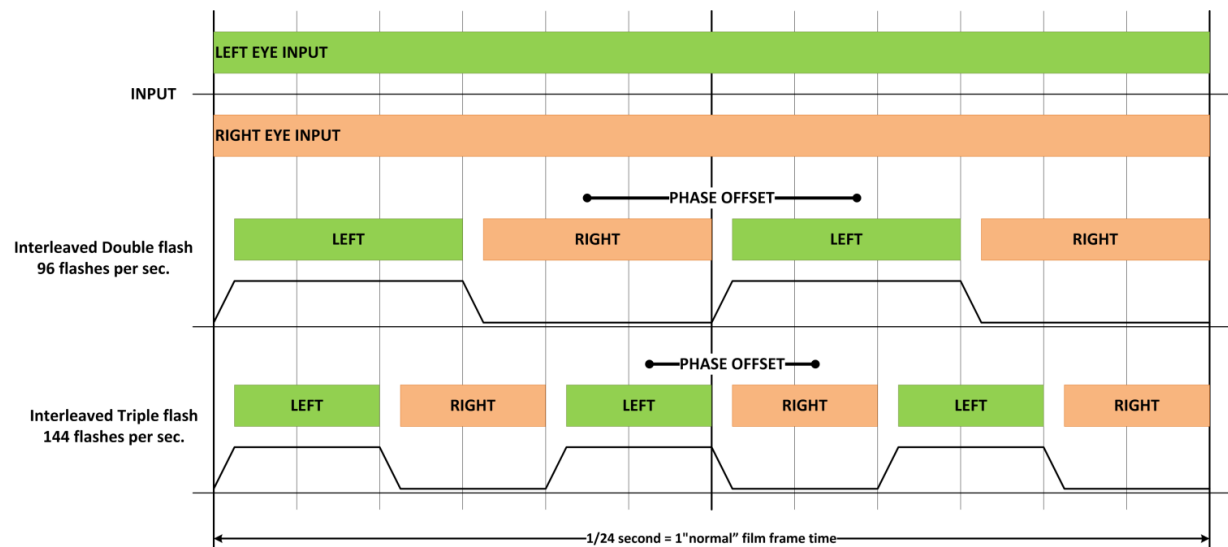 LEFT EYE INPUT
INPUT
RIGHT EYE INPUT
PHASE OFFSET
LEFT RIGHT LEFT RIGHT
Interleaved Double flash
96 flashes per sec.
PHASE OFFSET
LEFT RIGHT LEFT RIGHT LEFT RIGHT
Interleaved Triple flash
144 flashes per sec.
1/24 second = 1"normal” film frame time